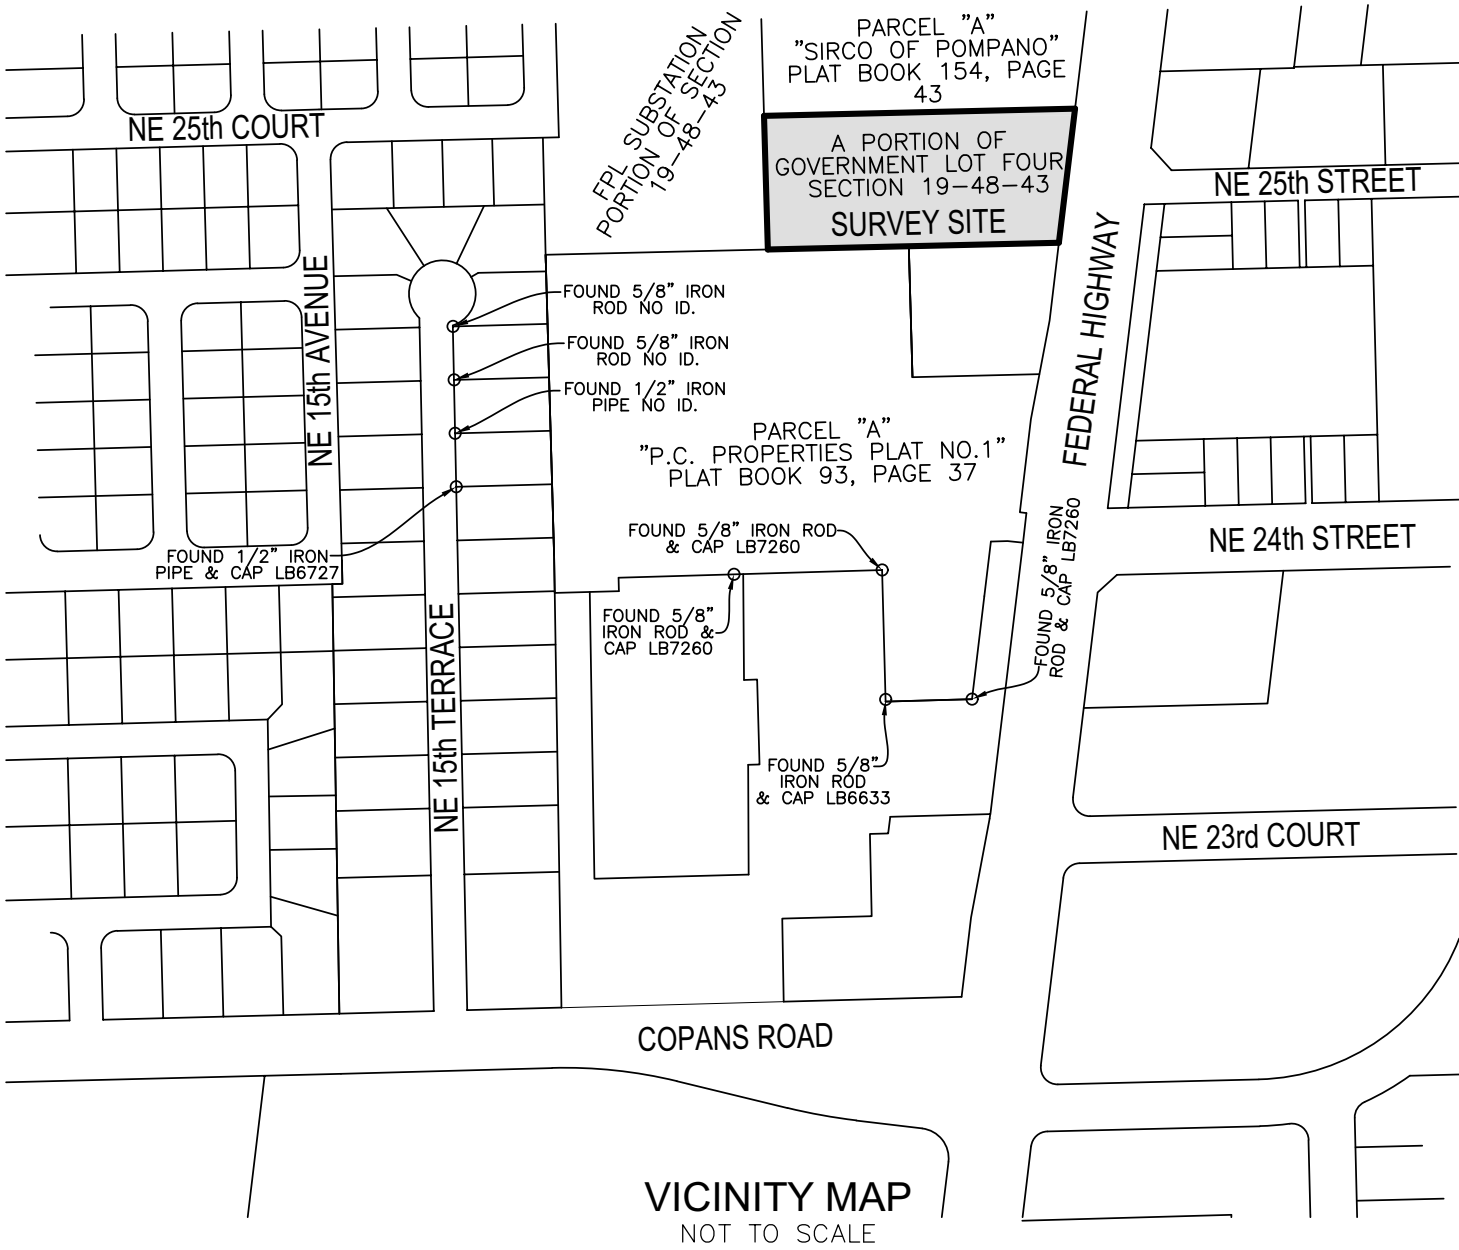 PARCEL "A"
"SIRCO OF POMPANO"
PLAT BOOK 154, PAGE
43
FPL SUBSTATION
PORTION OF SECTION
19-48-43
NE 25th COURT
A PORTION OF
GOVERNMENT LOT FOUR
SECTION 19-48-43
SURVEY SITE
NE 25th STREET
NE 15th AVENUE
FEDERAL HIGHWAY
FOUND 5/8" IRON
ROD NO ID.
FOUND 5/8" IRON
ROD NO ID.
FOUND 1/2" IRON
PIPE NO ID.
PARCEL "A"
"P.C. PROPERTIES PLAT NO.1"
PLAT BOOK 93, PAGE 37
FOUND 5/8" IRON ROD
& CAP LB7260
NE 24th STREET
FOUND 1/2" IRON
PIPE & CAP LB6727
FOUND 5/8" IRON
ROD & CAP LB7260
FOUND 5/8"
IRON ROD &
CAP LB7260
NE 15th TERRACE
FOUND 5/8"
IRON ROD
& CAP LB6633
NE 23rd COURT
COPANS ROAD
VICINITY MAP
NOT TO SCALE